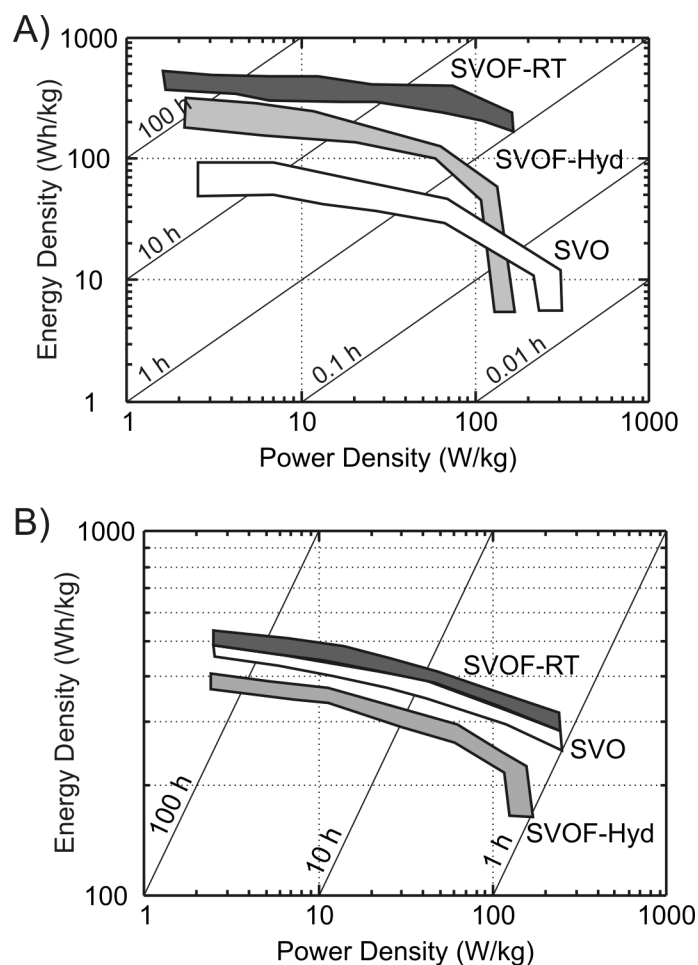 A)
Energy Density (Wh/kg)
1000
100
10
1
SVOF-RT
SVOF-Hyd
SVO
100 h
10 h
1 h
0.1 h
0.01 h
1 10 100 1000
Power Density (W/kg)
B)
Energy Density (Wh/kg)
1000
100
SVOF-RT
SVO
SVOF-Hyd
100 h
10 h
1 h
1 10 100 1000
Power Density (W/kg)